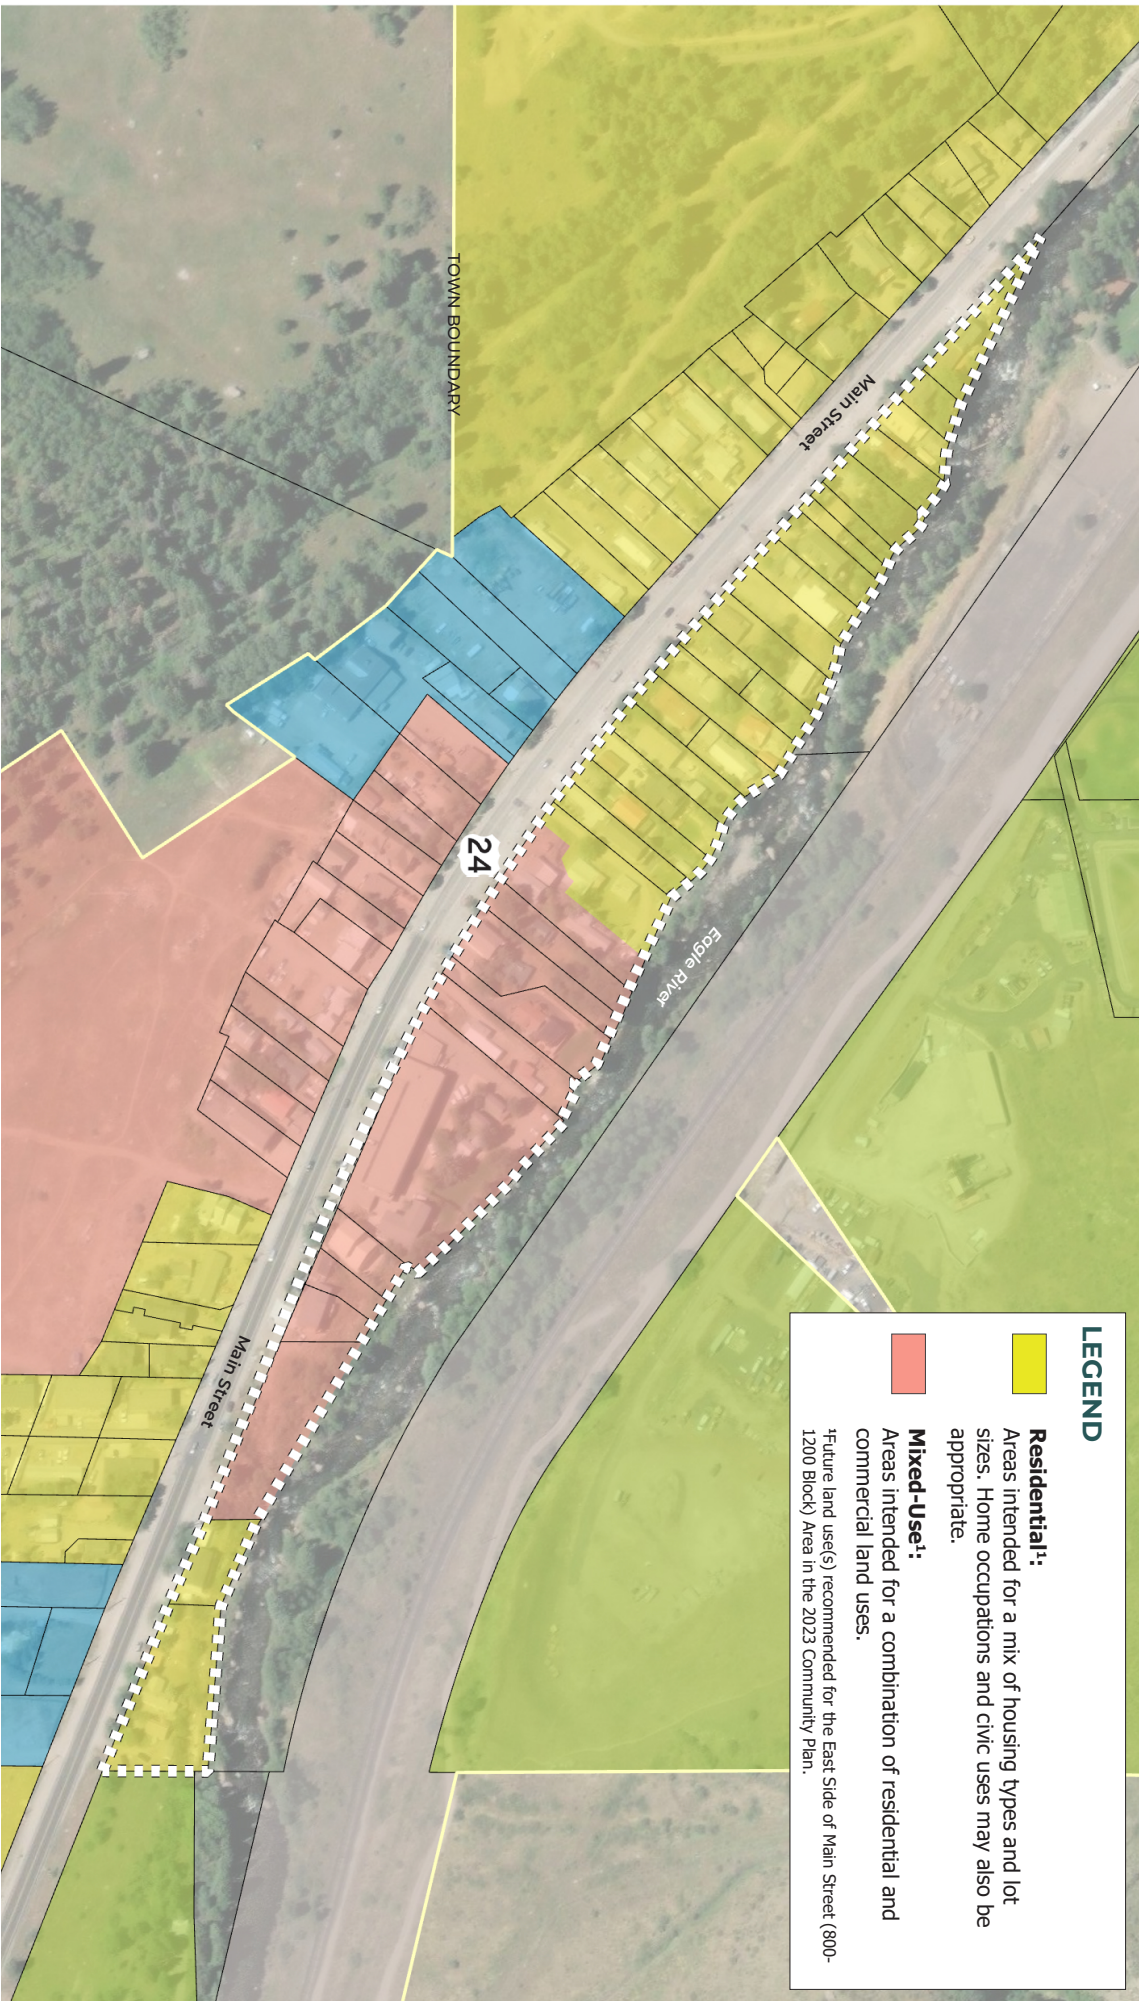 LEGEND
Residential¹:
Areas intended for a mix of housing types and lot
sizes. Home occupations and civic uses may also be
appropriate.
Mixed-Use¹:
Areas intended for a combination of residential and
commercial land uses.
¹Future land use(s) recommended for the East Side of Main Street (800-
1200 Block) Area in the 2023 Community Plan.
Eagle River
Main Street
24
Main Street
TOWN BOUNDARY